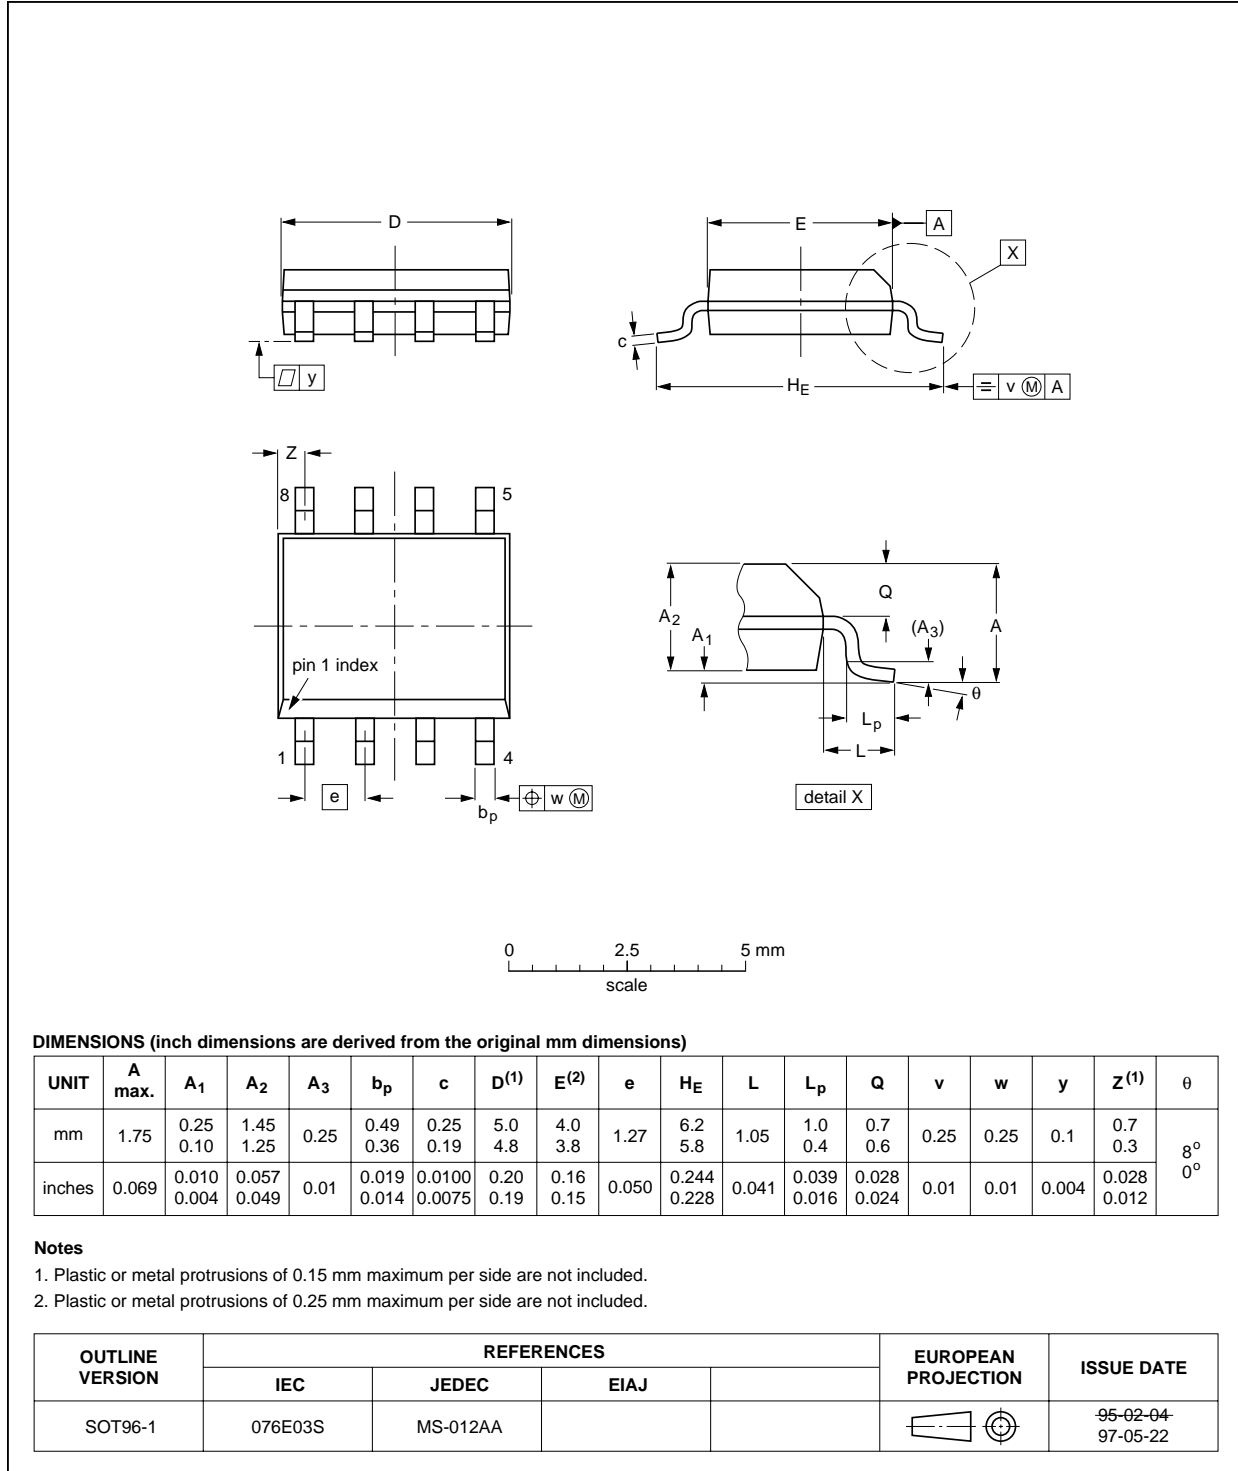 D
E
A
X
c
y
HE
v M A
Z
8
5
pin 1 index
1
4
e
bp
w M
A2
A1
Q
(A3)
A
θ
Lp
L
detail X
0 2.5 5 mm
scale
DIMENSIONS (inch dimensions are derived from the original mm dimensions)
UNIT A max. A1 A2 A3 bp c D(1) E(2) e HE L Lp Q v w y Z(1) θ
mm 1.75 0.25 0.10 1.45 1.25 0.25 0.49 0.36 0.25 0.19 5.0 4.8 4.0 3.8 1.27 6.2 5.8 1.05 1.0 0.4 0.7 0.6 0.25 0.25 0.1 0.7 0.3 8o 0o
inches 0.069 0.010 0.004 0.057 0.049 0.01 0.019 0.014 0.0100 0.0075 0.20 0.19 0.16 0.15 0.050 0.244 0.228 0.041 0.039 0.016 0.028 0.024 0.01 0.01 0.004 0.028 0.012
Notes
1. Plastic or metal protrusions of 0.15 mm maximum per side are not included.
2. Plastic or metal protrusions of 0.25 mm maximum per side are not included.
OUTLINE VERSION REFERENCES EUROPEAN PROJECTION ISSUE DATE
IEC JEDEC EIAJ
SOT96-1 076E03S MS-012AA 95-02-04
97-05-22